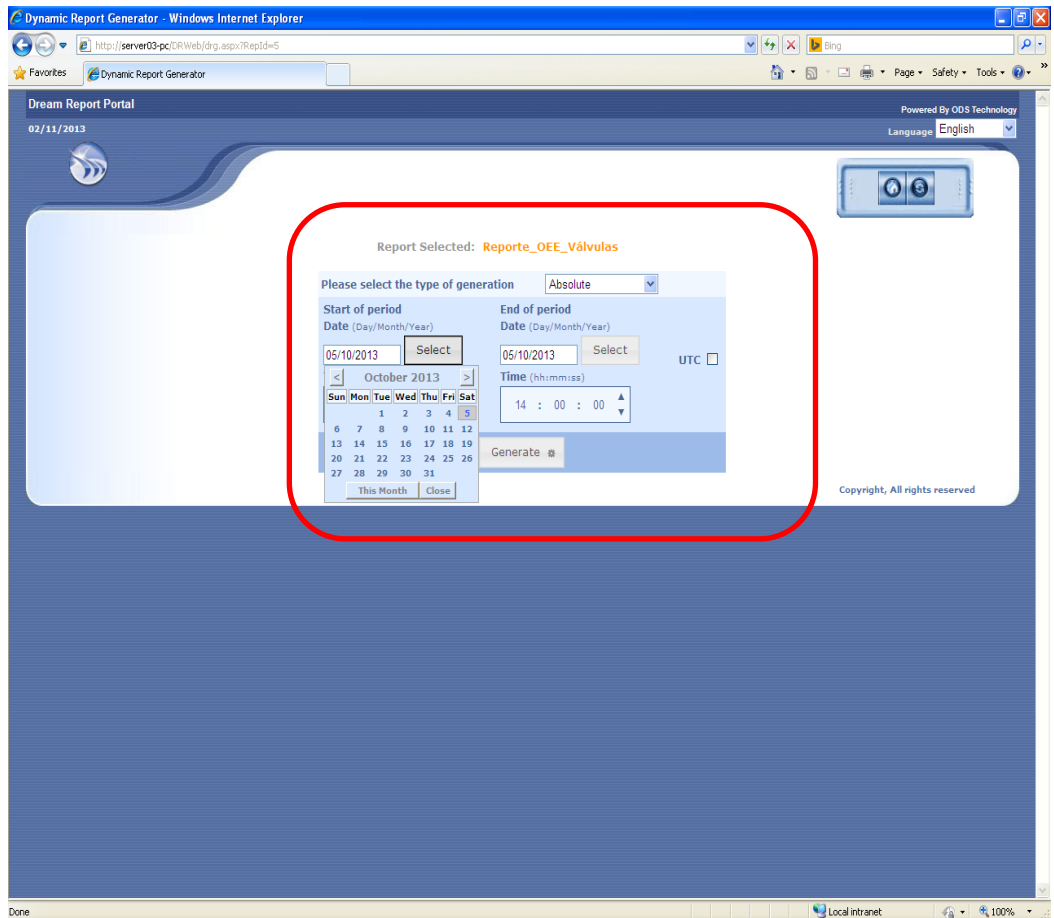 Dynamic Report Generator - Windows Internet Explorer
http://server03-pc/DRWeb/drg.aspx?RepId=5
Bing
Favorites
Dynamic Report Generator
Page
Safety
Tools
Dream Report Portal
Powered By ODS Technology
02/11/2013
Language English
Report Selected: Reporte_OEE_Válvulas
Please select the type of generation Absolute
Start of period
End of period
Date (Day/Month/Year)
Date (Day/Month/Year)
05/10/2013 Select
05/10/2013 Select
UTC
< October 2013 >
Time (hh:mm:ss)
Sun Mon Tue Wed Thu Fri Sat
14 : 00 : 00
1 2 3 4 5
6 7 8 9 10 11 12
13 14 15 16 17 18 19
20 21 22 23 24 25 26
27 28 29 30 31
Generate
This Month Close
Copyright, All rights reserved
Done
Local intranet
100%